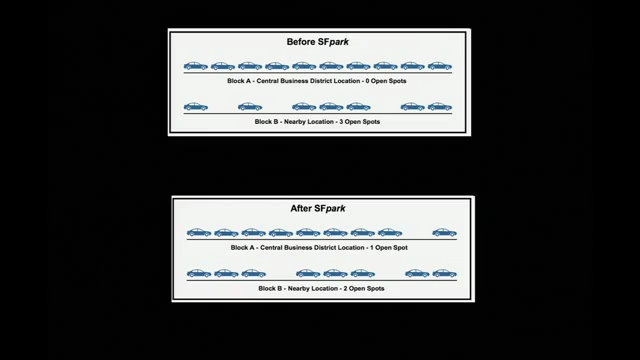 Before SFpark
Block A - Central Business District Location - 0 Open Spots
Block B - Nearby Location - 3 Open Spots
After SFpark
Block A - Central Business District Location - 1 Open Spot
Block B - Nearby Location - 2 Open Spots